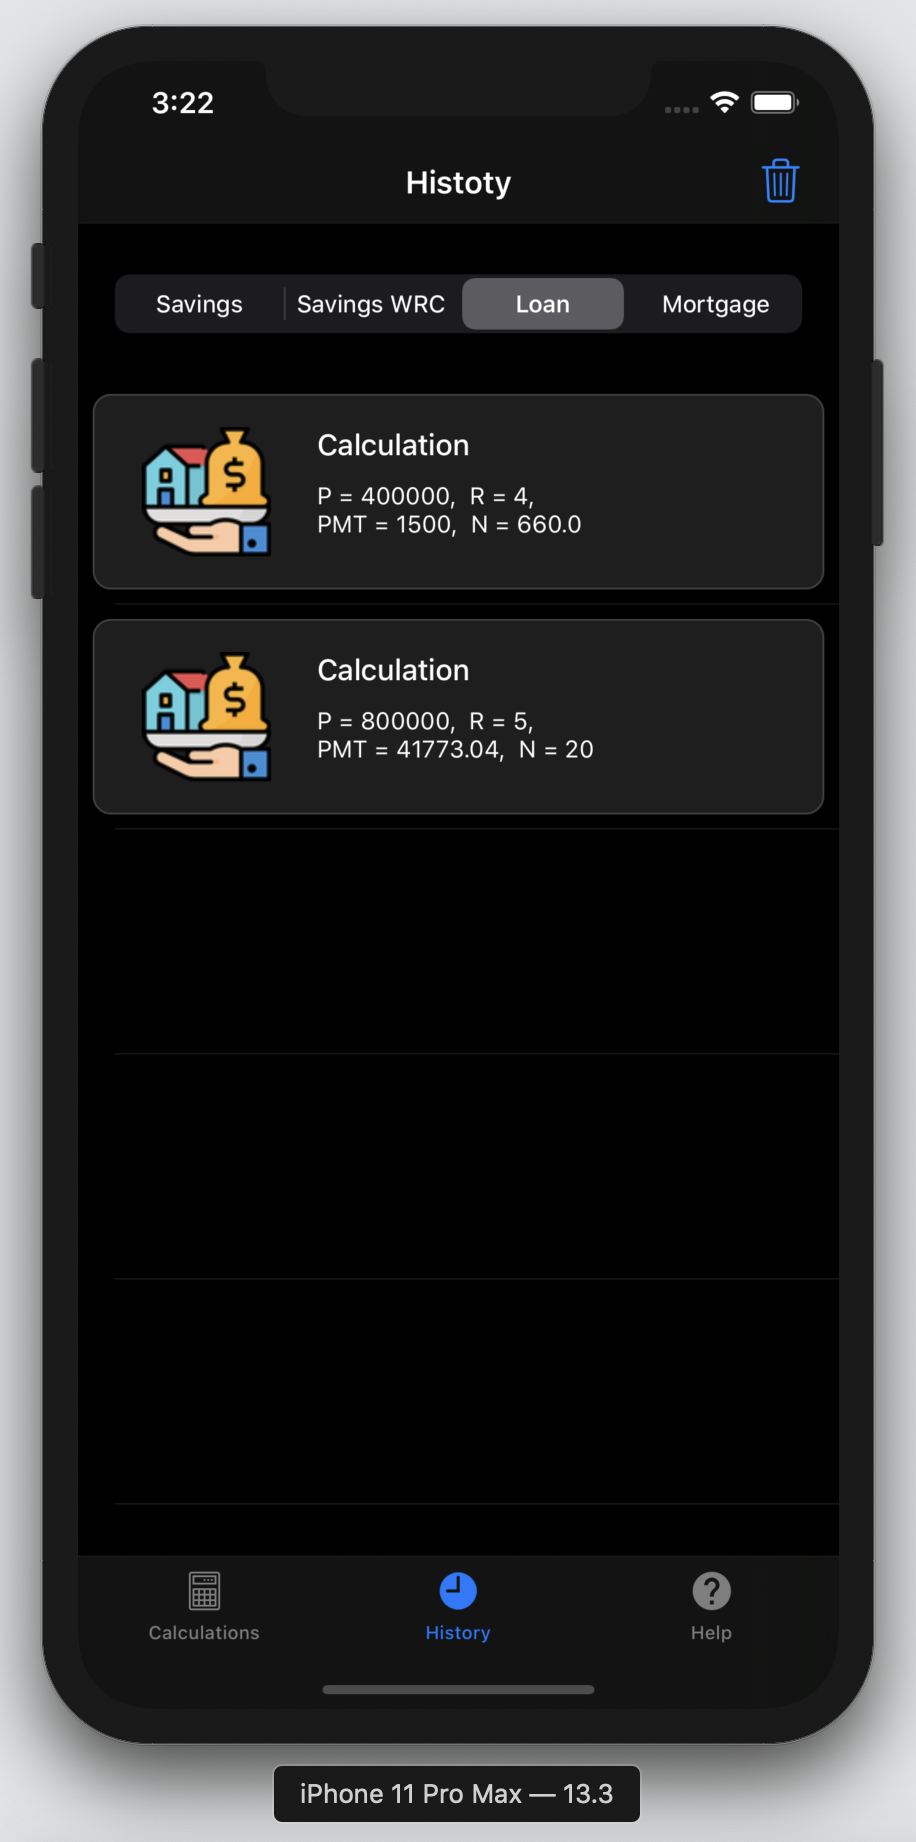 3:22
Histoty
Savings
Savings WRC
Loan
Mortgage
$
Calculation
P = 400000, R = 4,
PMT = 1500, N = 660.0
$
Calculation
P = 800000, R = 5,
PMT = 41773.04, N = 20
Calculations
History
?
Help
iPhone 11 Pro Max — 13.3